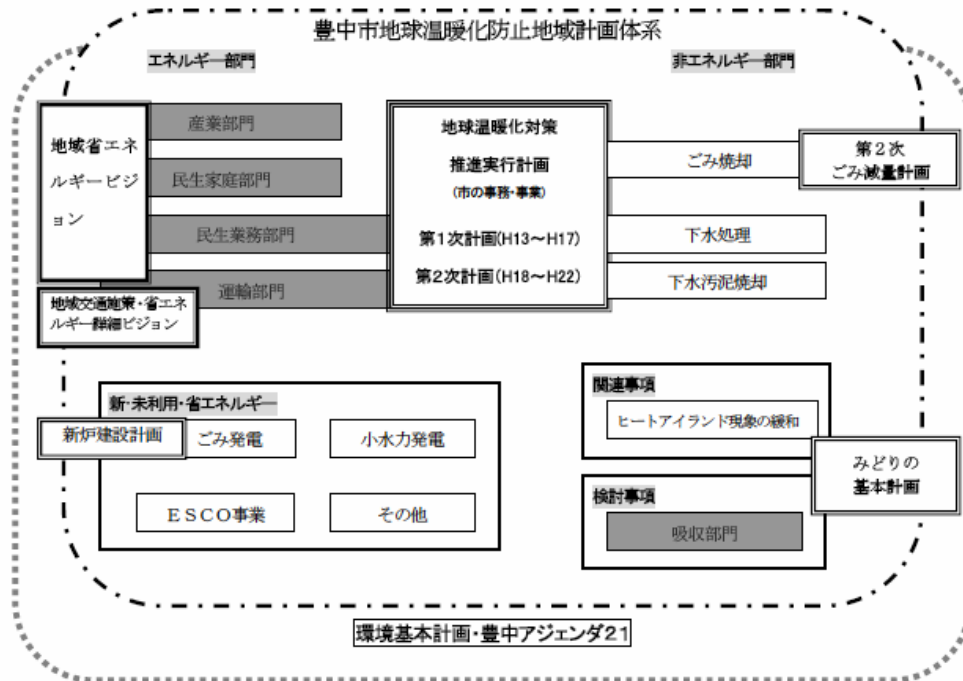 豊中市地球温暖化防止地域計画体系
エネルギー部門
非エネルギー部門
地域省エネ
ルギービジ
ョン
産業部門
民生家庭部門
民生業務部門
運輸部門
地域交通施策・省エネ
ルギー詳細ビジョン
地球温暖化対策
推進実行計画
(市の事務・事業)
第1次計画(H13~H17)
第2次計画(H18~H22)
ごみ焼却
下水処理
下水汚泥焼却
第2次
ごみ減量計画
新・未利用・省エネルギー
新炉建設計画
ごみ発電
小水力発電
ESCO事業
その他
関連事項
ヒートアイランド現象の緩和
検討事項
吸収部門
みどりの
基本計画
環境基本計画・豊中アジェンダ21